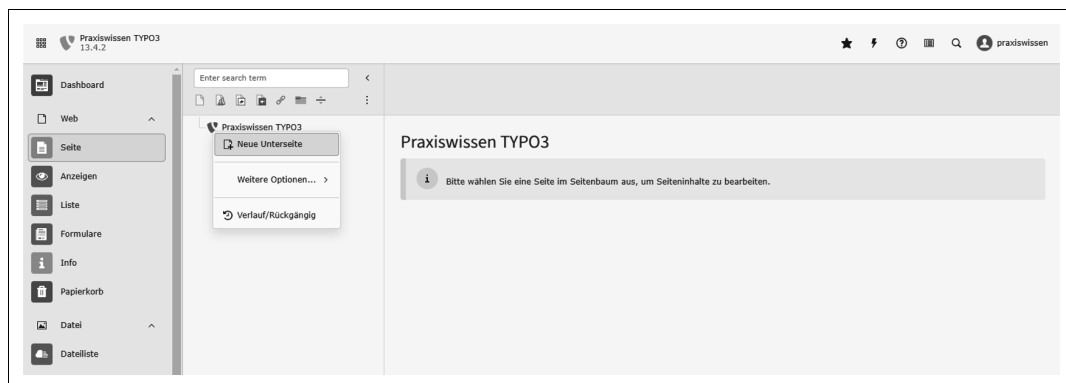 Praxiswissen TYPO3
13.4.2
praxiswissen
Dashboard
Web
Seite
Anzeigen
Liste
Formulare
Info
Papierkorb
Datei
Dateiliste
Enter search term
Praxiswissen TYPO3
Neue Unterseite
Weitere Optionen...
Verlauf/Rückgängig
Praxiswissen TYPO3
Bitte wählen Sie eine Seite im Seitenbaum aus, um Seiteninhalte zu bearbeiten.